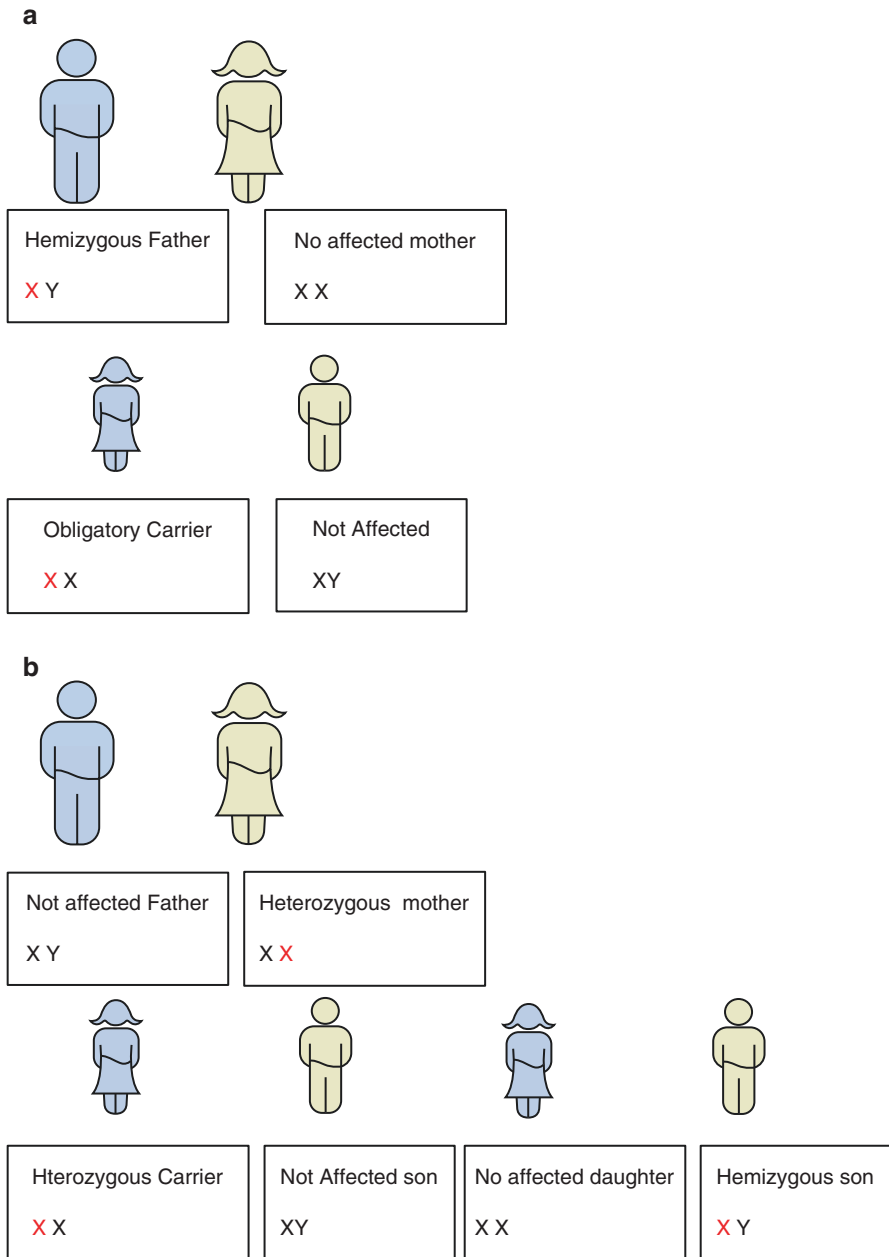 a
Hemizygous Father
X Y
No affected mother
X X
Obligatory Carrier
X X
Not Affected
XY
b
Not affected Father
X Y
Heterozygous mother
X X
Hterozygous Carrier
X X
Not Affected son
XY
No affected daughter
X X
Hemizygous son
X Y